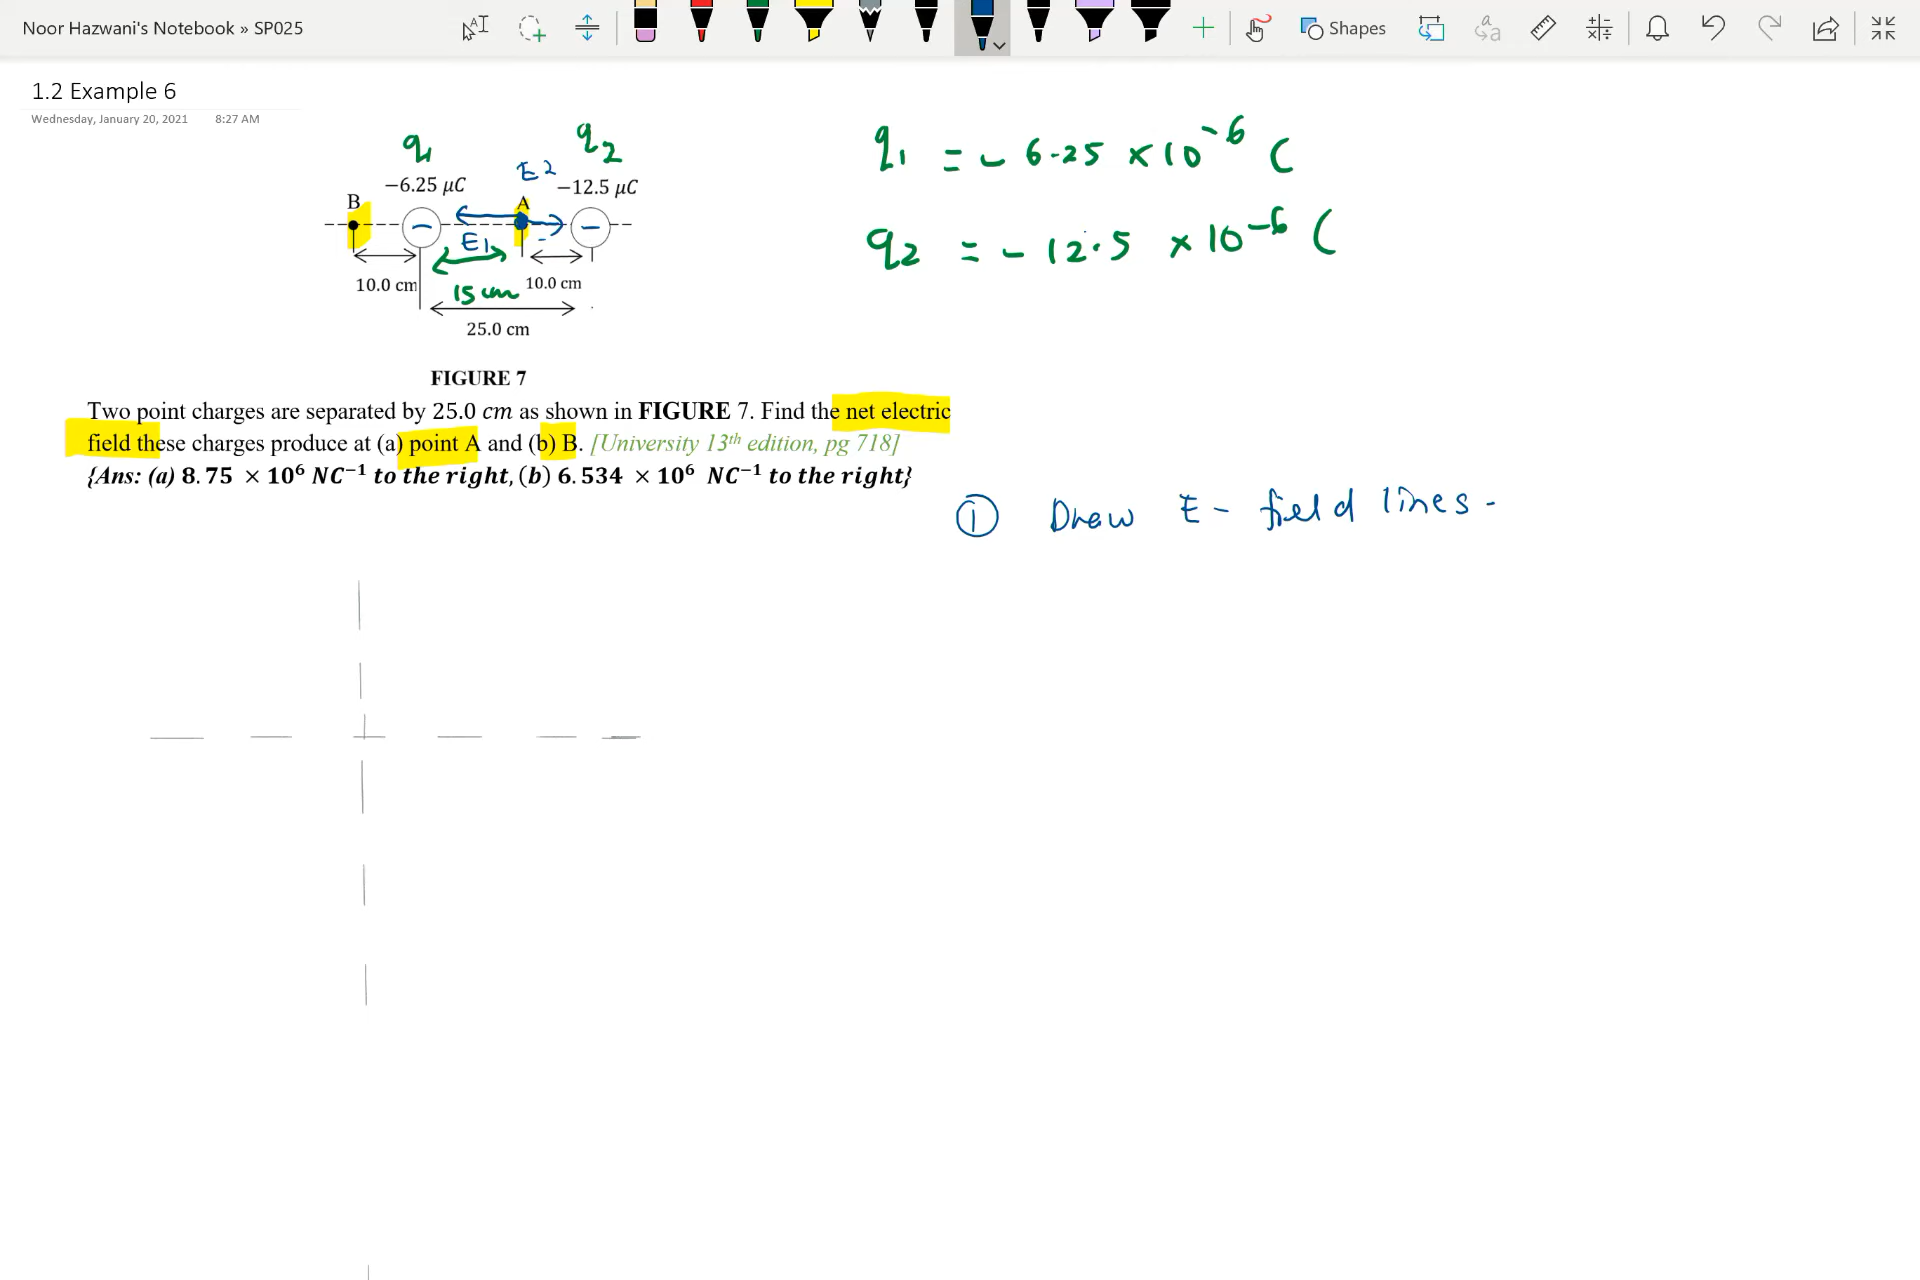 Noor Hazwani's Notebook » SP025
Shapes
1.2 Example 6
Wednesday, January 20, 2021 8:27 AM
q1 q2
E2
−6.25 μC −12.5 μC
B A
E1
10.0 cm 15 cm 10.0 cm
25.0 cm
FIGURE 7
q1 = - 6.25 × 10^-6 C
q2 = - 12.5 × 10^-6 C
Two point charges are separated by 25.0 cm as shown in FIGURE 7. Find the net electric
field these charges produce at (a) point A and (b) B. [University 13th edition, pg 718]
{Ans: (a) 8.75 × 10⁶ NC⁻¹ to the right, (b) 6.534 × 10⁶ NC⁻¹ to the right}
① Draw E - field lines -